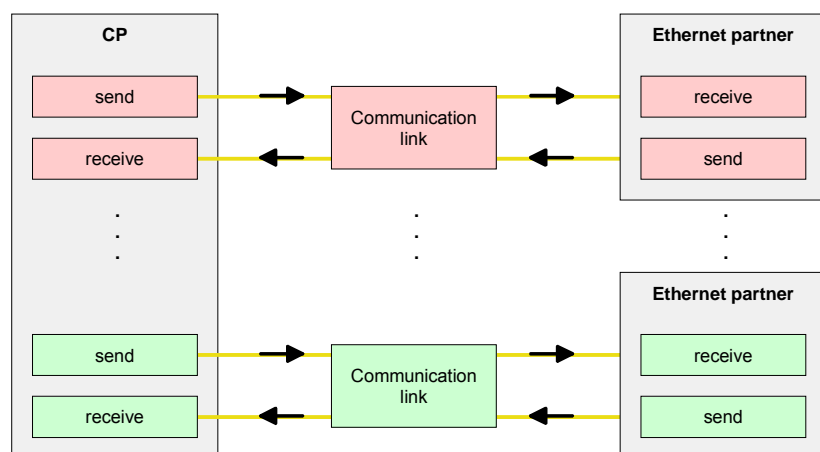 CP
Ethernet partner
send
Communication
link
receive
receive
send
.
.
.
.
.
.
.
.
.
Ethernet partner
send
Communication
link
receive
receive
send